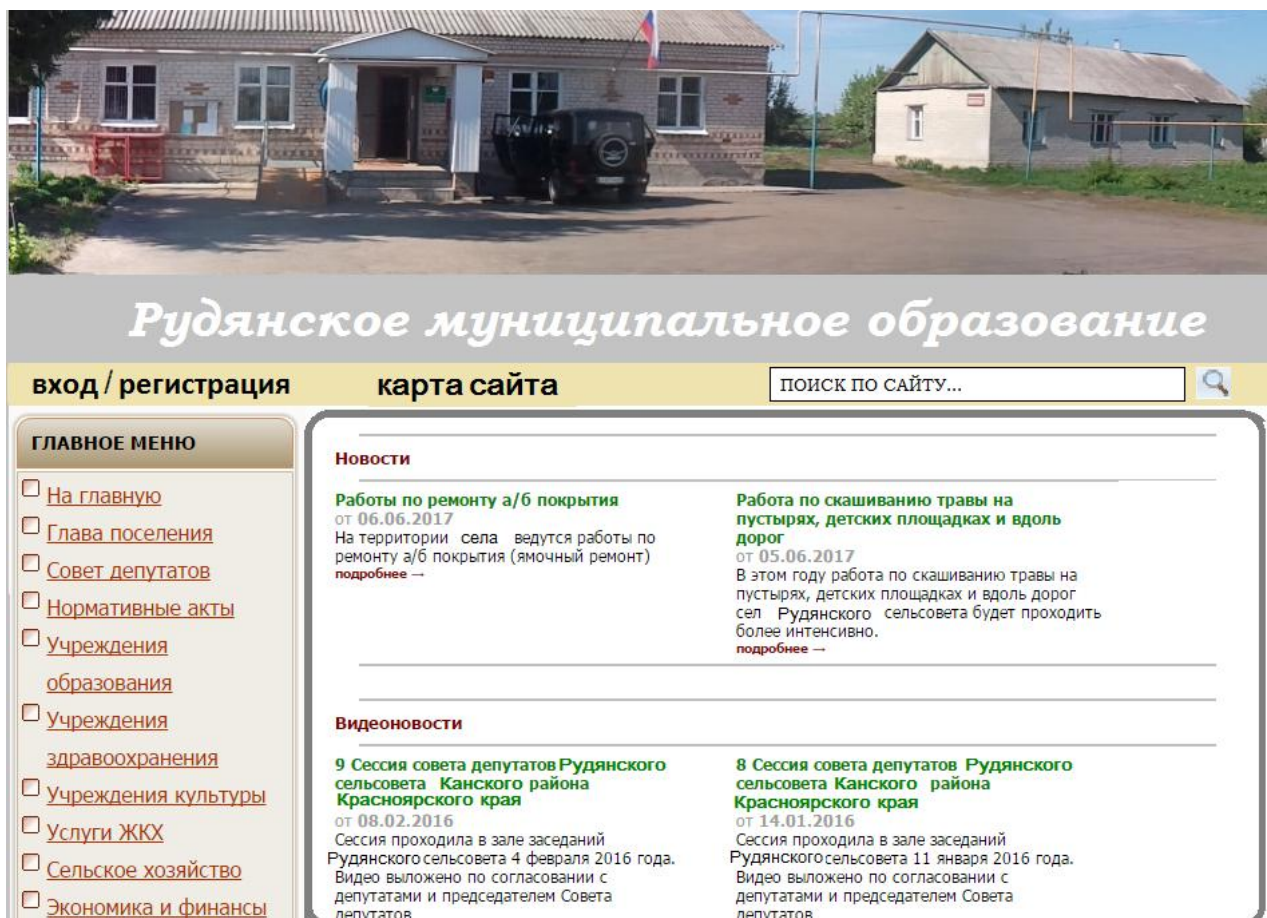 Рудянское муниципальное образование
вход / регистрация
карта сайта
ПОИСК ПО САЙТУ...
ГЛАВНОЕ МЕНЮ
На главную
Глава поселения
Совет депутатов
Нормативные акты
Учреждения
образования
Учреждения
здравоохранения
Учреждения культуры
Услуги ЖКХ
Сельское хозяйство
Экономика и финансы
Новости
Работы по ремонту а/б покрытия
от 06.06.2017
На территории села ведутся работы по
ремонту а/б покрытия (ямочный ремонт)
подробнее →
Работа по скашиванию травы на
пустырях, детских площадках и вдоль
дорог
от 05.06.2017
В этом году работа по скашиванию травы на
пустырях, детских площадках и вдоль дорог
сел Рудянского сельсовета будет проходить
более интенсивно.
подробнее →
Видеоновости
9 Сессия совета депутатов Рудянского
сельсовета Канского района
Красноярского края
от 08.02.2016
Сессия проходила в зале заседаний
Рудянского сельсовета 4 февраля 2016 года.
Видео выложено по согласовании с
депутатами и председателем Совета
депутатов
8 Сессия совета депутатов Рудянского
сельсовета Канского района
Красноярского края
от 14.01.2016
Сессия проходила в зале заседаний
Рудянского сельсовета 11 января 2016 года.
Видео выложено по согласовании с
депутатами и председателем Совета
депутатов